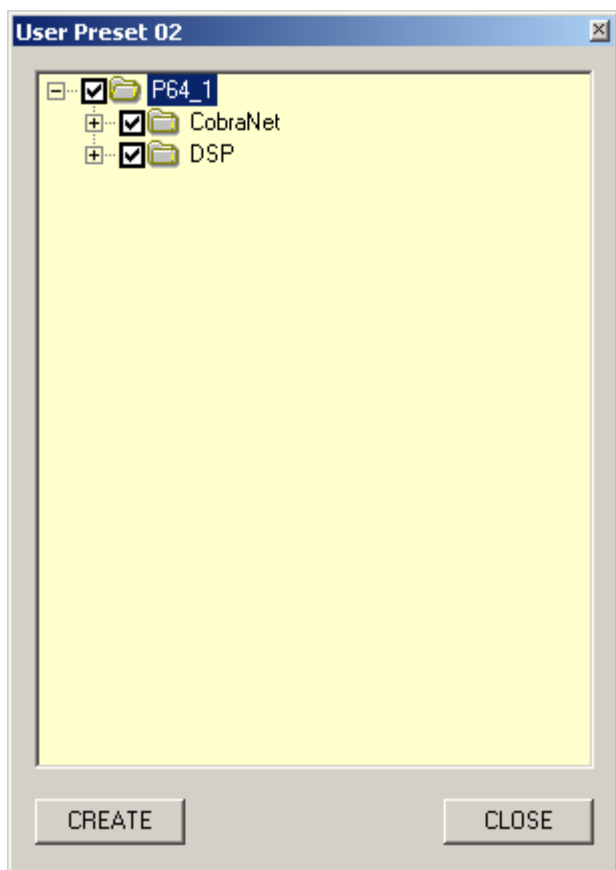 User Preset 02
P64_1
CobraNet
DSP
CREATE
CLOSE